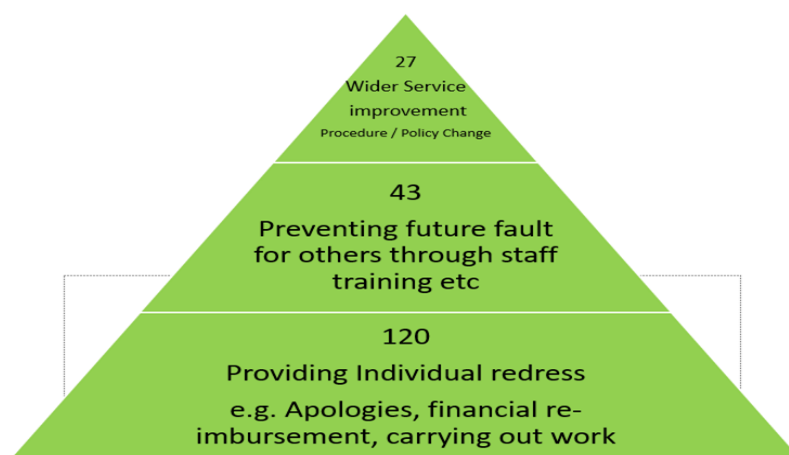 27
Wider Service
improvement
Procedure / Policy Change
43
Preventing future fault
for others through staff
training etc
120
Providing Individual redress
e.g. Apologies, financial re-
imbursement, carrying out work